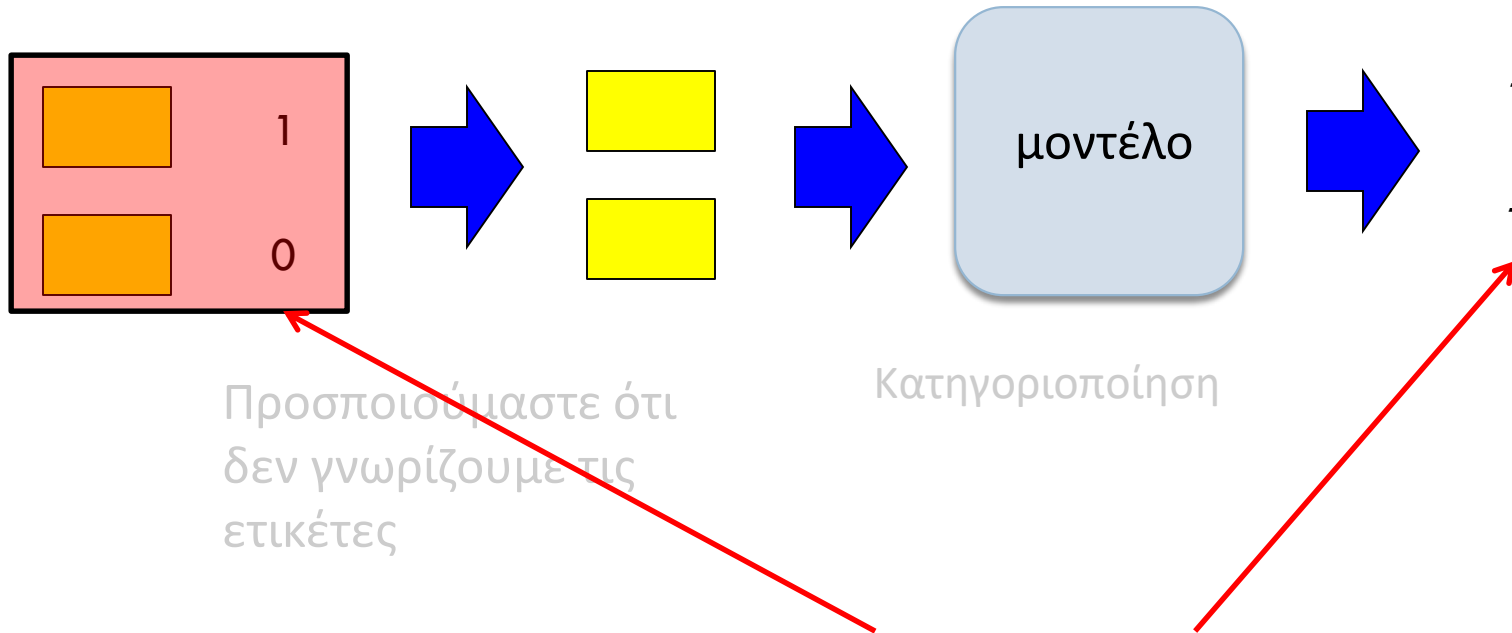 1
0
μοντέλο
Προσποιούμαστε ότι
δεν γνωρίζουμε τις
ετικέτες
Κατηγοριοποίηση